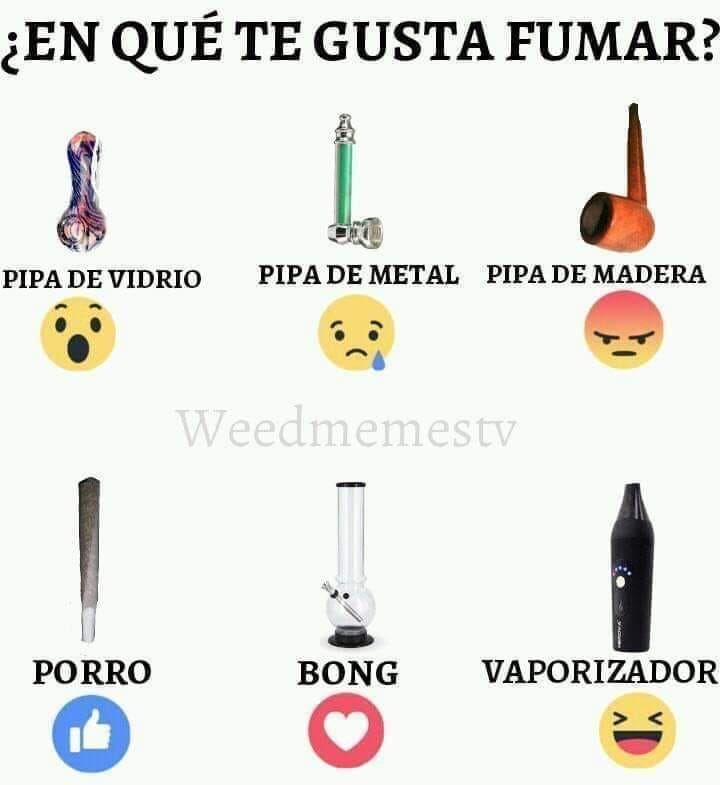 ¿EN QUÉ TE GUSTA FUMAR?
PIPA DE VIDRIO
PIPA DE METAL
PIPA DE MADERA
Weedmemestv
PORRO
BONG
VAPORIZADOR